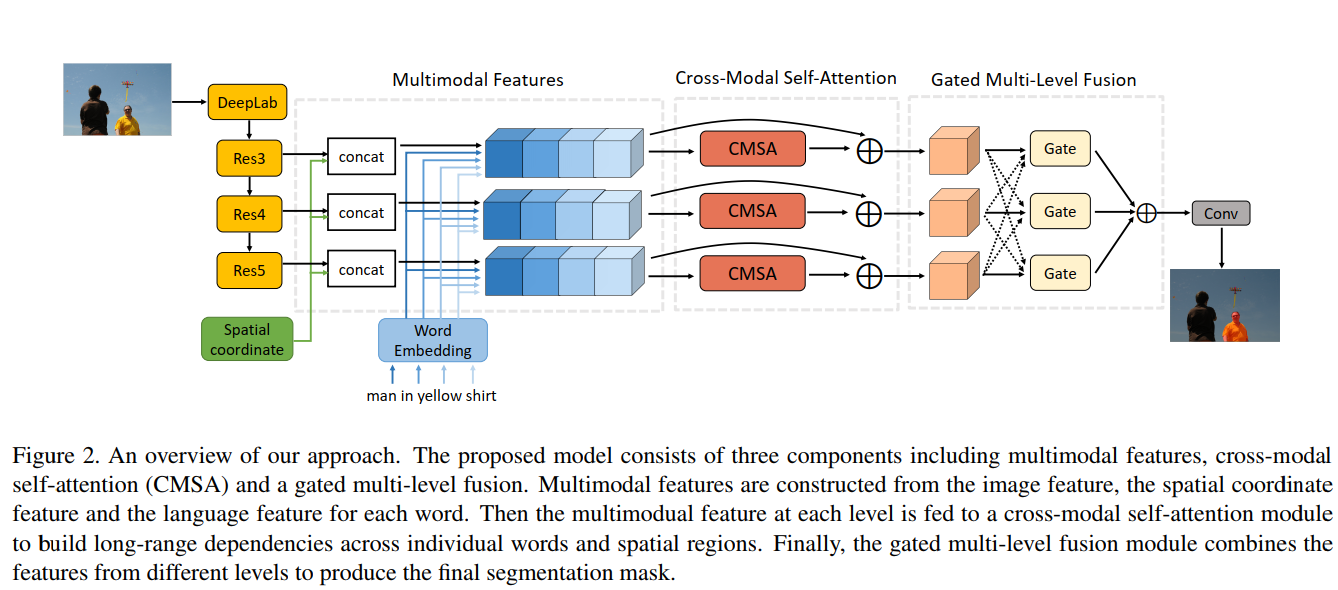 Multimodal Features
Cross-Modal Self-Attention
Gated Multi-Level Fusion
DeepLab
Res3
concat
CMSA
Gate
Res4
concat
CMSA
Gate
Conv
Res5
concat
CMSA
Gate
Spatial
coordinate
Word
Embedding
man in yellow shirt
Figure 2. An overview of our approach. The proposed model consists of three components including multimodal features, cross-modal
self-attention (CMSA) and a gated multi-level fusion. Multimodal features are constructed from the image feature, the spatial coordinate
feature and the language feature for each word. Then the multimodual feature at each level is fed to a cross-modal self-attention module
to build long-range dependencies across individual words and spatial regions. Finally, the gated multi-level fusion module combines the
features from different levels to produce the final segmentation mask.